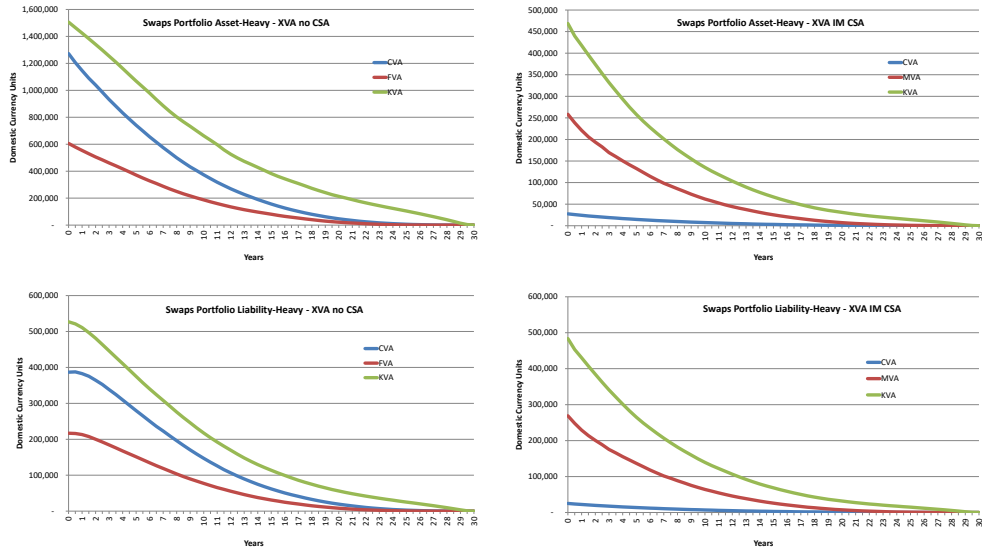 Swaps Portfolio Asset-Heavy - XVA no CSA
Domestic Currency Units
1,600,000
1,400,000
1,200,000
1,000,000
800,000
600,000
400,000
200,000
-
CVA
FVA
KVA
0 1 2 3 4 5 6 7 8 9 10 11 12 13 14 15 16 17 18 19 20 21 22 23 24 25 26 27 28 29 30
Years
Swaps Portfolio Asset-Heavy - XVA IM CSA
Domestic Currency Units
500,000
450,000
400,000
350,000
300,000
250,000
200,000
150,000
100,000
50,000
-
CVA
MVA
KVA
0 1 2 3 4 5 6 7 8 9 10 11 12 13 14 15 16 17 18 19 20 21 22 23 24 25 26 27 28 29 30
Years
Swaps Portfolio Liability-Heavy - XVA no CSA
Domestic Currency Units
600,000
500,000
400,000
300,000
200,000
100,000
-
CVA
FVA
KVA
0 1 2 3 4 5 6 7 8 9 10 11 12 13 14 15 16 17 18 19 20 21 22 23 24 25 26 27 28 29 30
Years
Swaps Portfolio Liability-Heavy - XVA IM CSA
Domestic Currency Units
600,000
500,000
400,000
300,000
200,000
100,000
-
CVA
MVA
KVA
0 1 2 3 4 5 6 7 8 9 10 11 12 13 14 15 16 17 18 19 20 21 22 23 24 25 26 27 28 29 30
Years